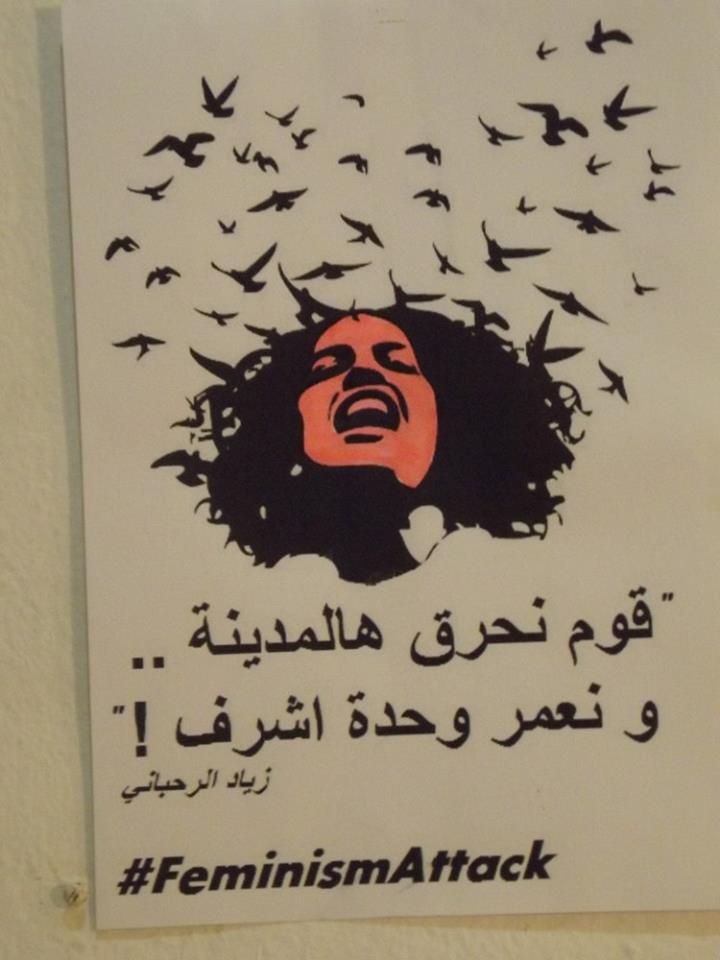 "قوم نحرق هالمدينة ..
و نعمر وحدة اشرف !"
زياد الرحباني
#FeminismAttack